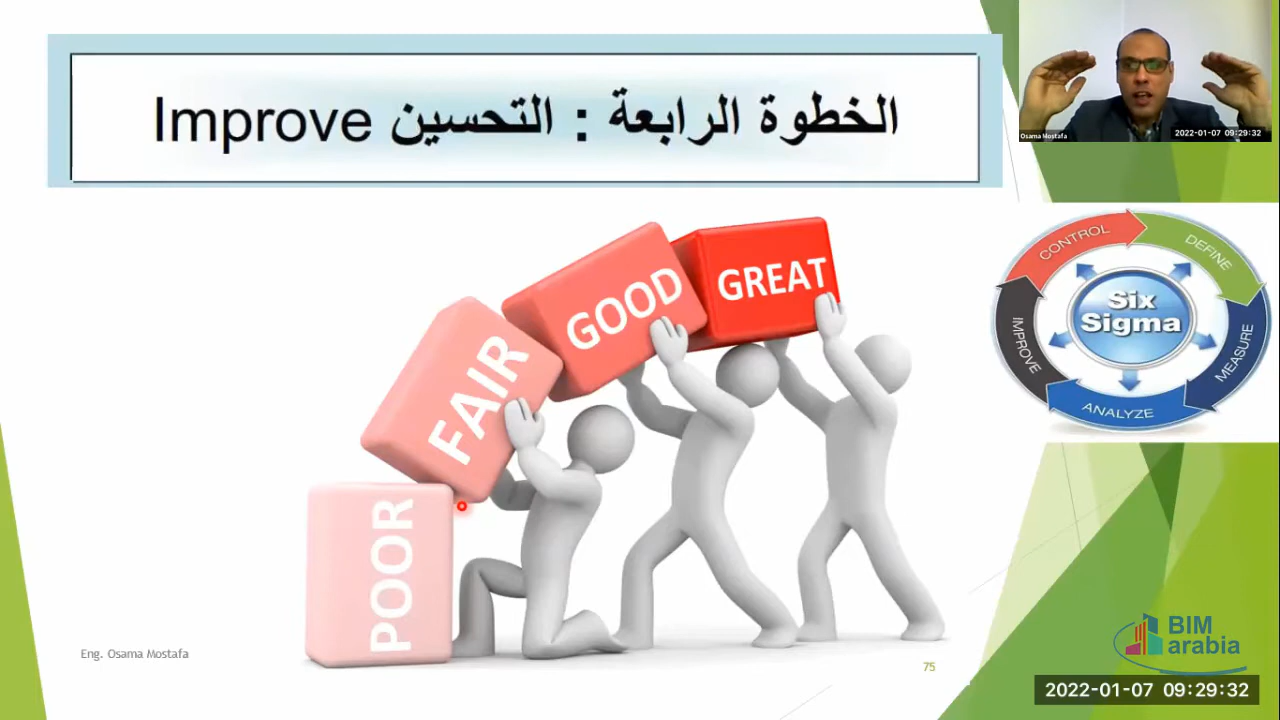 الخطوة الرابعة : التحسين Improve
Osama Mostafa
2022-01-07 09:29:32
GREAT
GOOD
FAIR
POOR
CONTROL
DEFINE
Six
Sigma
IMPROVE
MEASURE
ANALYZE
Eng. Osama Mostafa
75
BIM
arabia
2022-01-07 09:29:32